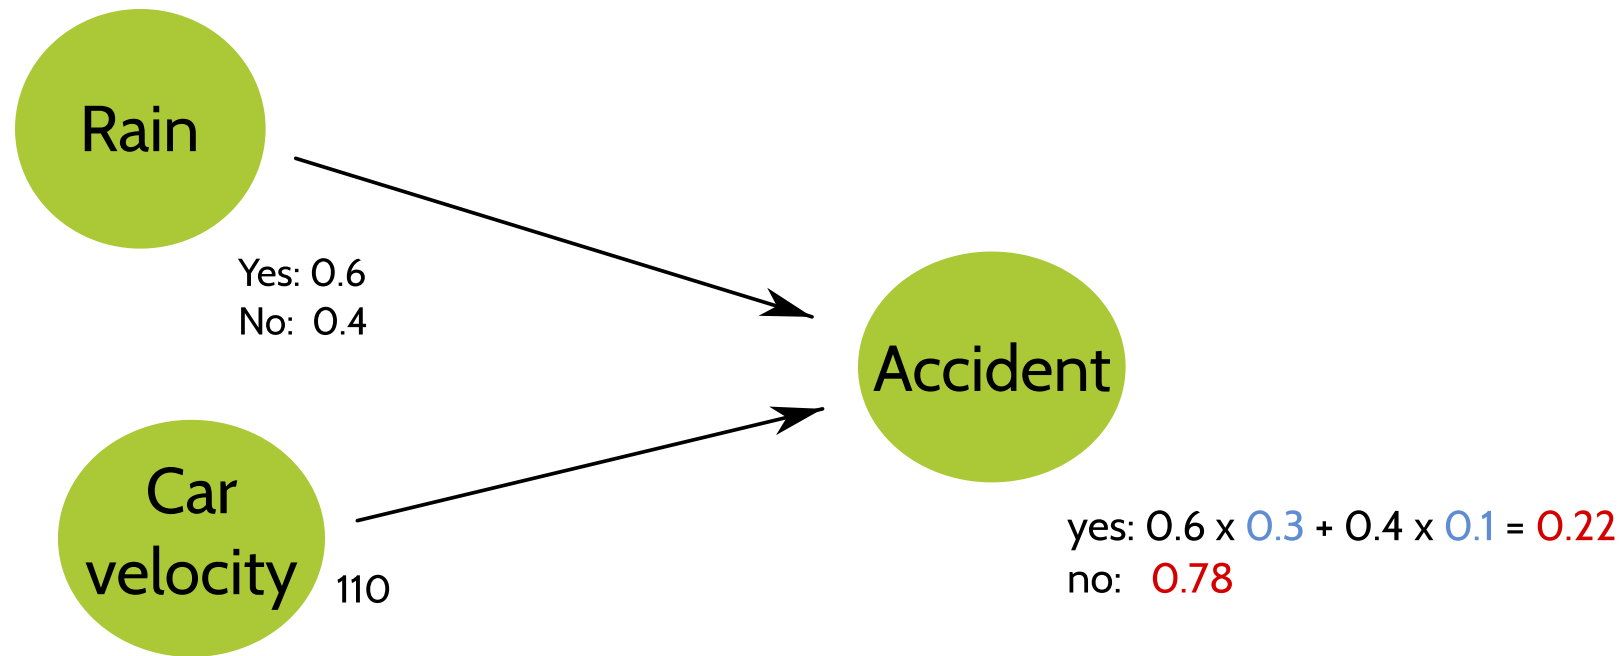 Rain
Yes: 0.6
No: 0.4
Accident
Car
velocity
110
yes: 0.6 x 0.3 + 0.4 x 0.1 = 0.22
no: 0.78